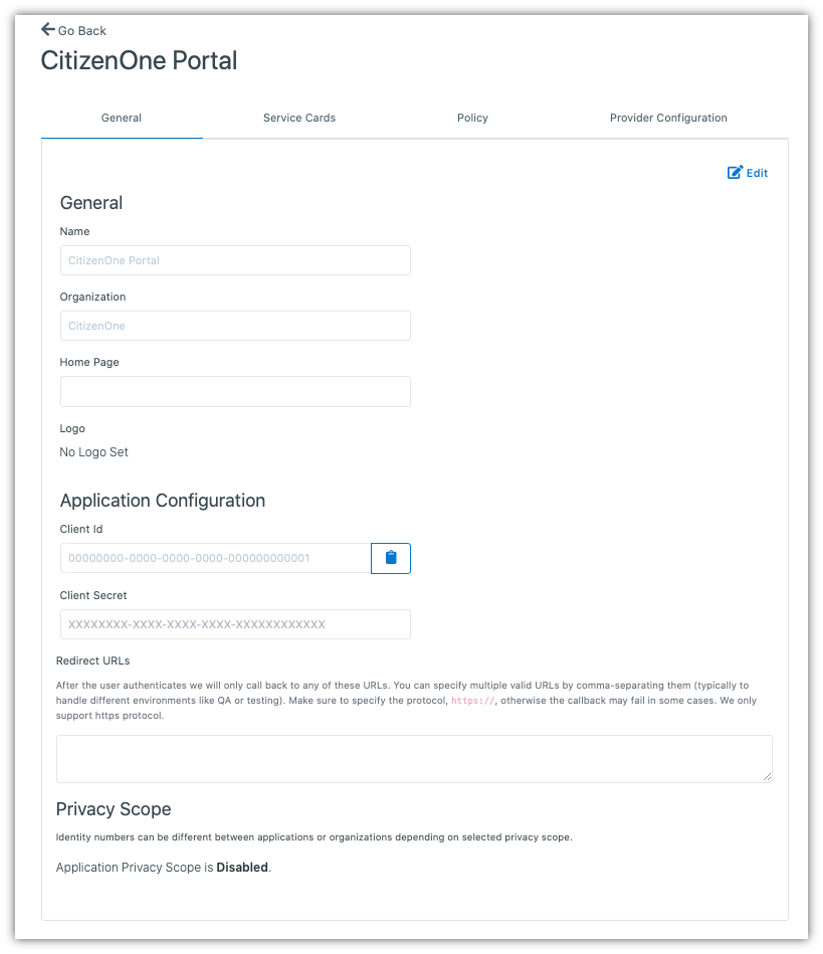 Go Back
CitizenOne Portal
General
Service Cards
Policy
Provider Configuration
Edit
General
Name
CitizenOne Portal
Organization
CitizenOne
Home Page
Logo
No Logo Set
Application Configuration
Client Id
00000000-0000-0000-0000-000000000001
Client Secret
XXXXXXXX-XXXX-XXXX-XXXX-XXXXXXXXXXXX
Redirect URLs
After the user authenticates we will only call back to any of these URLs. You can specify multiple valid URLs by comma-separating them (typically to
handle different environments like QA or testing). Make sure to specify the protocol, https://, otherwise the callback may fail in some cases. We only
support https protocol.
Privacy Scope
Identity numbers can be different between applications or organizations depending on selected privacy scope.
Application Privacy Scope is Disabled.